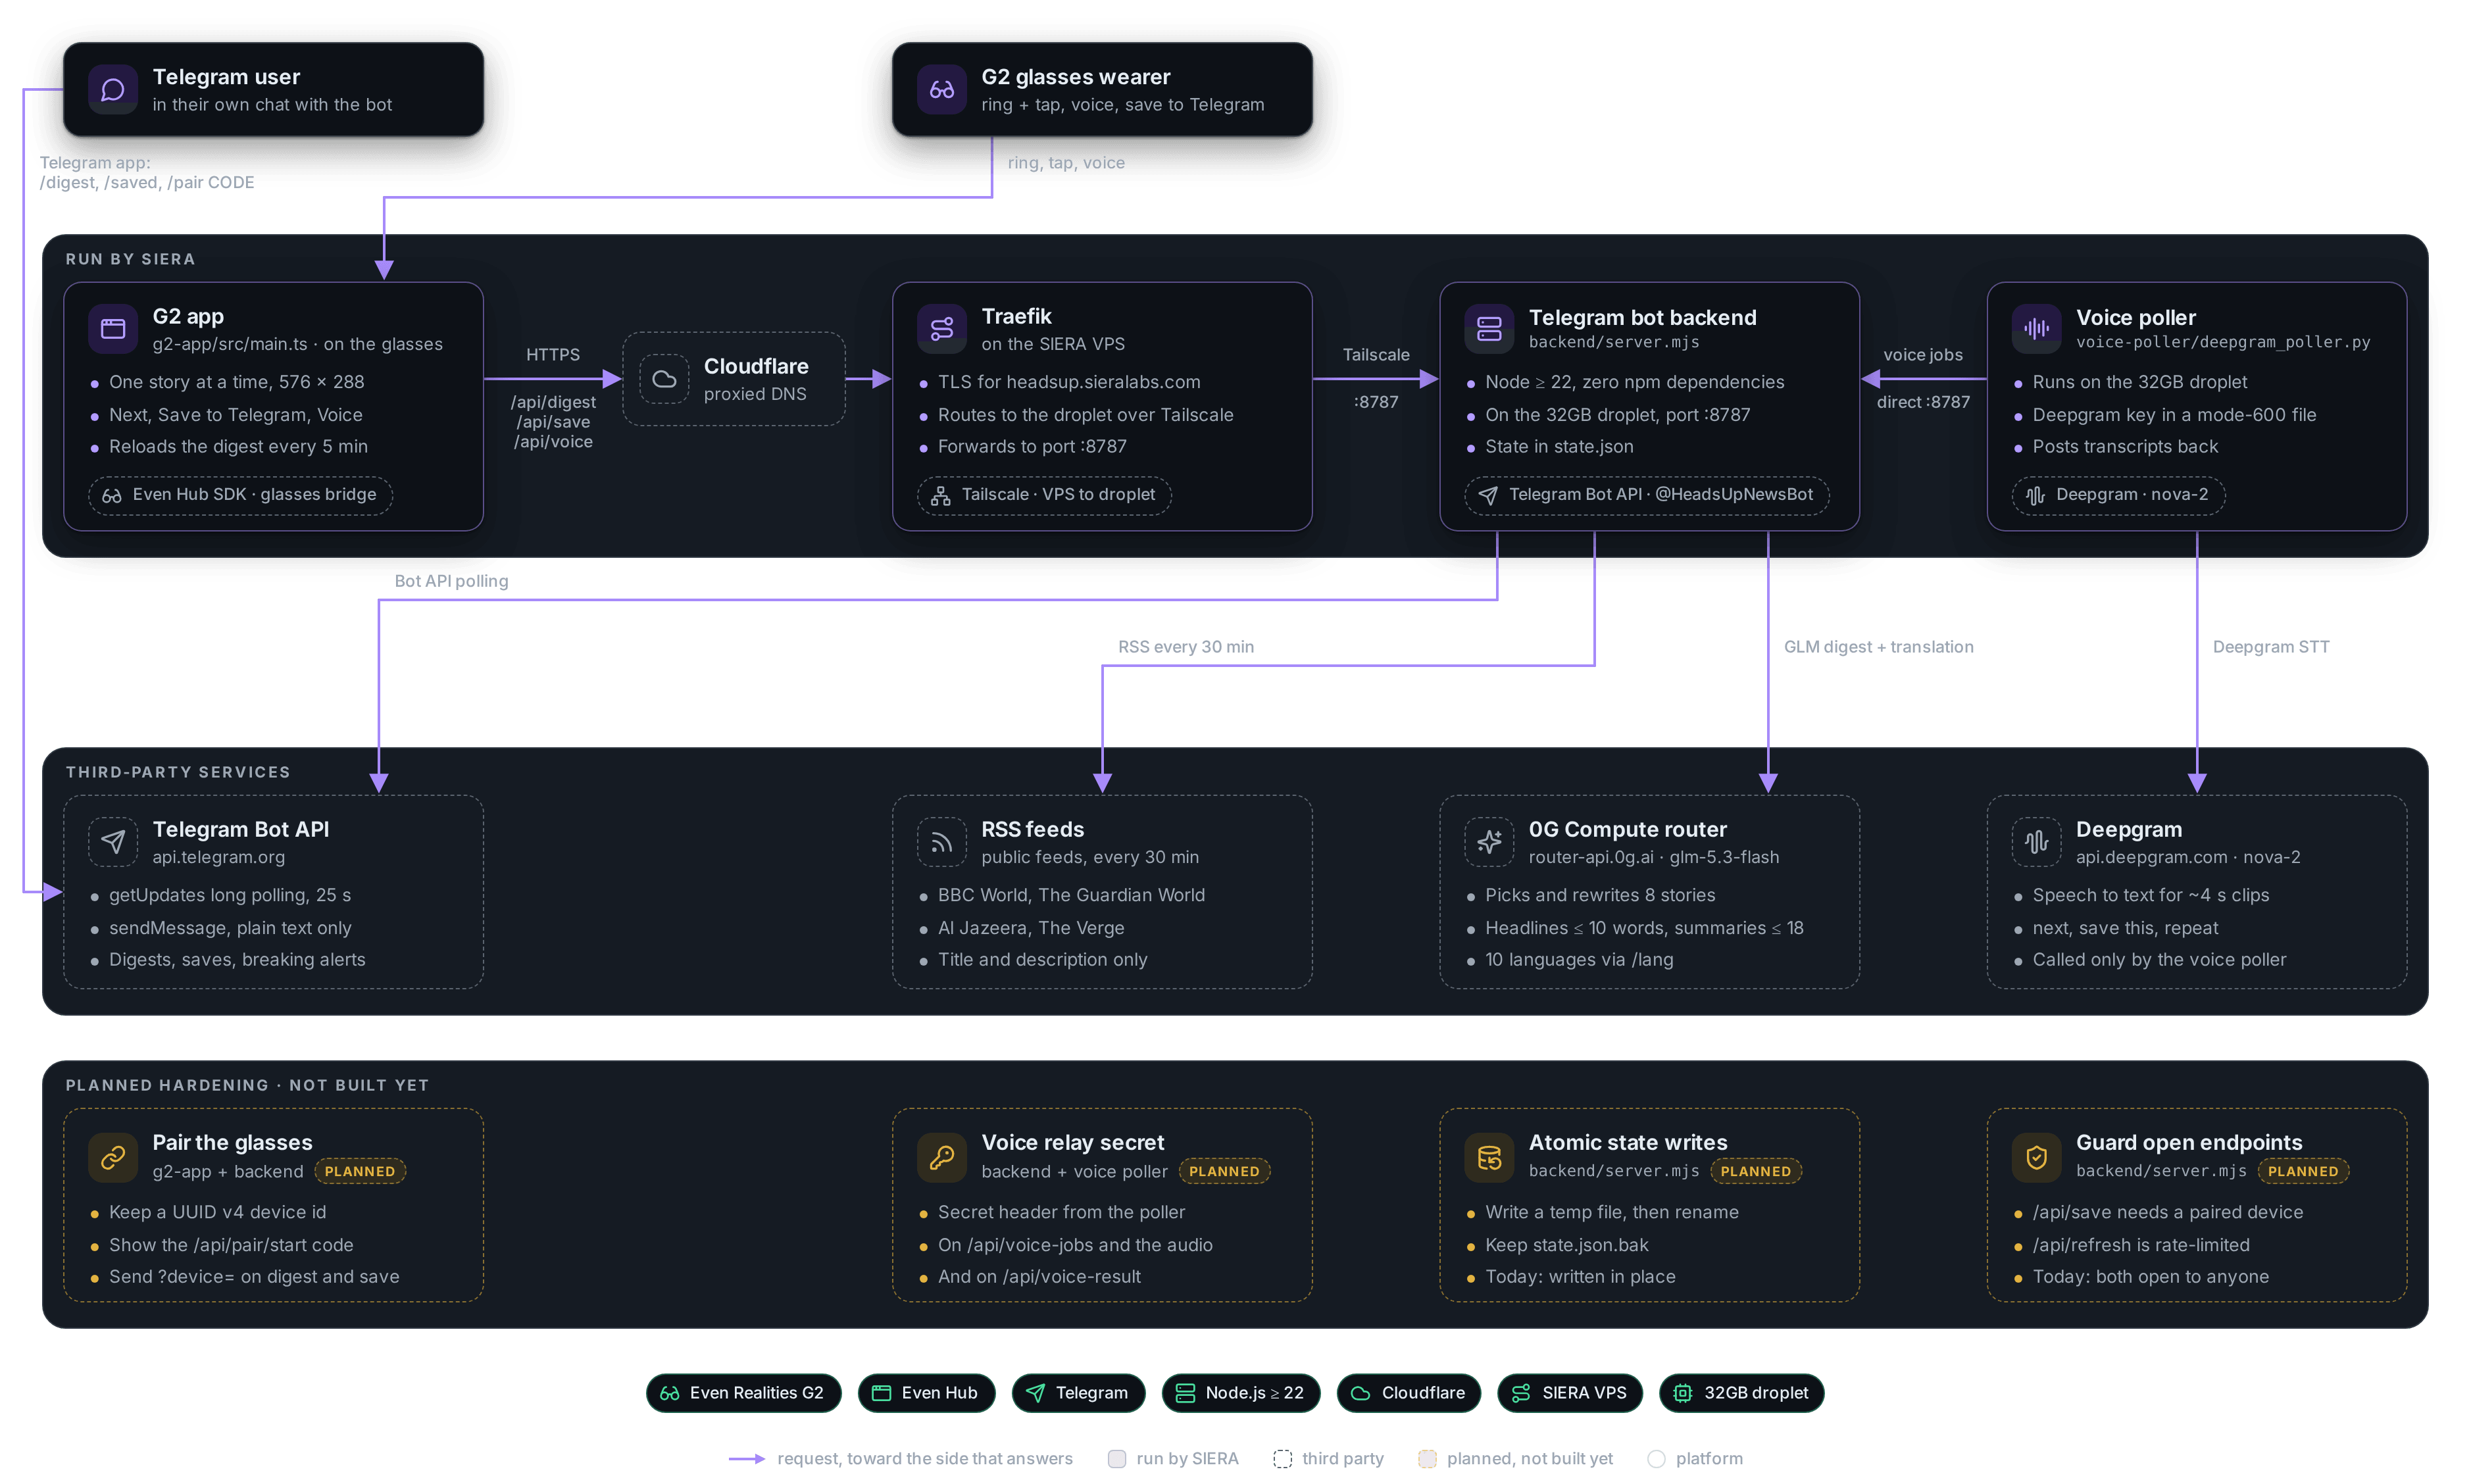 Telegram user
in their own chat with the bot
G2 glasses wearer
ring + tap, voice, save to Telegram
Telegram app:
/digest, /saved, /pair CODE
ring, tap, voice
RUN BY SIERA
G2 app
g2-app/src/main.ts · on the glasses
One story at a time, 576 × 288
Next, Save to Telegram, Voice
Reloads the digest every 5 min
Even Hub SDK · glasses bridge
HTTPS
/api/digest
/api/save
/api/voice
Cloudflare
proxied DNS
Traefik
on the SIERA VPS
TLS for headsup.sieralabs.com
Routes to the droplet over Tailscale
Forwards to port :8787
Tailscale · VPS to droplet
Tailscale
:8787
Telegram bot backend
backend/server.mjs
Node ≥ 22, zero npm dependencies
On the 32GB droplet, port :8787
State in state.json
Telegram Bot API · @HeadsUpNewsBot
voice jobs
direct :8787
Voice poller
voice-poller/deepgram_poller.py
Runs on the 32GB droplet
Deepgram key in a mode-600 file
Posts transcripts back
Deepgram · nova-2
Bot API polling
RSS every 30 min
GLM digest + translation
Deepgram STT
THIRD-PARTY SERVICES
Telegram Bot API
api.telegram.org
getUpdates long polling, 25 s
sendMessage, plain text only
Digests, saves, breaking alerts
RSS feeds
public feeds, every 30 min
BBC World, The Guardian World
Al Jazeera, The Verge
Title and description only
0G Compute router
router-api.0g.ai · glm-5.3-flash
Picks and rewrites 8 stories
Headlines ≤ 10 words, summaries ≤ 18
10 languages via /lang
Deepgram
api.deepgram.com · nova-2
Speech to text for ~4 s clips
next, save this, repeat
Called only by the voice poller
PLANNED HARDENING · NOT BUILT YET
Pair the glasses
g2-app + backend PLANNED
Keep a UUID v4 device id
Show the /api/pair/start code
Send ?device= on digest and save
Voice relay secret
backend + voice poller PLANNED
Secret header from the poller
On /api/voice-jobs and the audio
And on /api/voice-result
Atomic state writes
backend/server.mjs PLANNED
Write a temp file, then rename
Keep state.json.bak
Today: written in place
Guard open endpoints
backend/server.mjs PLANNED
/api/save needs a paired device
/api/refresh is rate-limited
Today: both open to anyone
Even Realities G2
Even Hub
Telegram
Node.js ≥ 22
Cloudflare
SIERA VPS
32GB droplet
request, toward the side that answers
run by SIERA
third party
planned, not built yet
platform